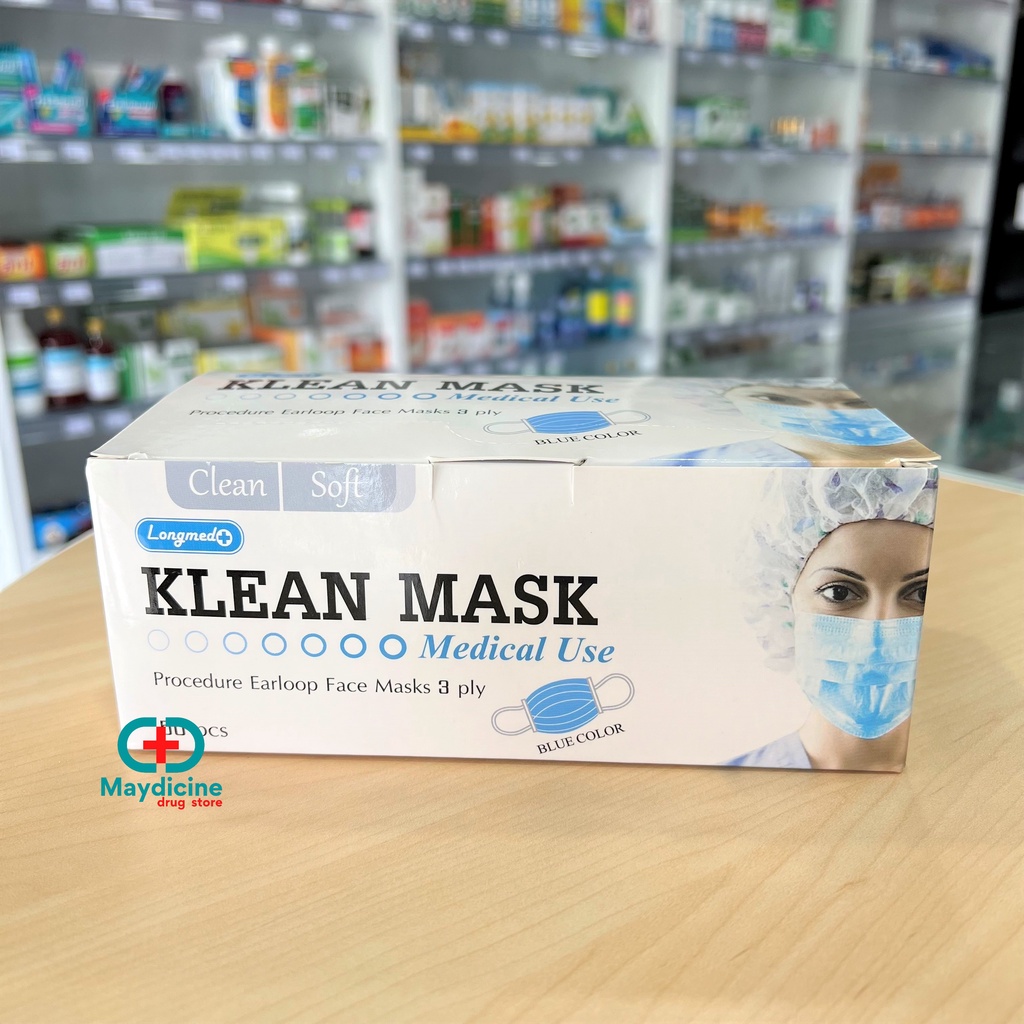 KLEAN MASK
Medical Use
Procedure Earloop Face Masks 3 ply
BLUE COLOR
Clean Soft
Longmed
KLEAN MASK
Medical Use
Procedure Earloop Face Masks 3 ply
BLUE COLOR
Maydicine
drug store